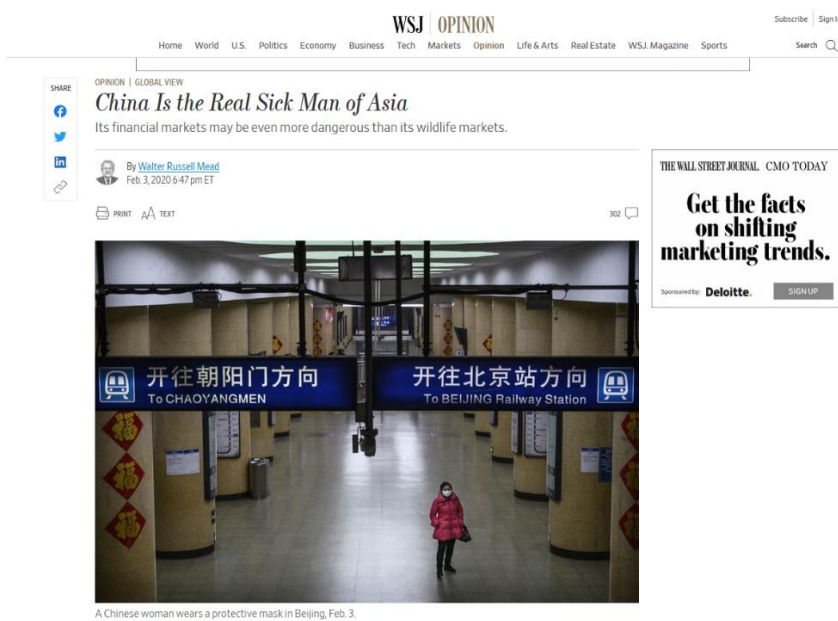 WSJ | OPINION
Subscribe | Sign I
Home World U.S. Politics Economy Business Tech Markets Opinion Life & Arts Real Estate WSJ. Magazine Sports
Search
SHARE
OPINION | GLOBAL VIEW
China Is the Real Sick Man of Asia
Its financial markets may be even more dangerous than its wildlife markets.
By Walter Russell Mead
Feb. 3, 2020 6:47 pm ET
PRINT AA TEXT
302
THE WALL STREET JOURNAL. CMO TODAY
Get the facts
on shifting
marketing trends.
Sponsored by: Deloitte.
SIGN UP
开往朝阳门方向
To CHAOYANGMEN
开往北京站方向
To BEIJING Railway Station
福
福
福
福
福
A Chinese woman wears a protective mask in Beijing, Feb. 3.